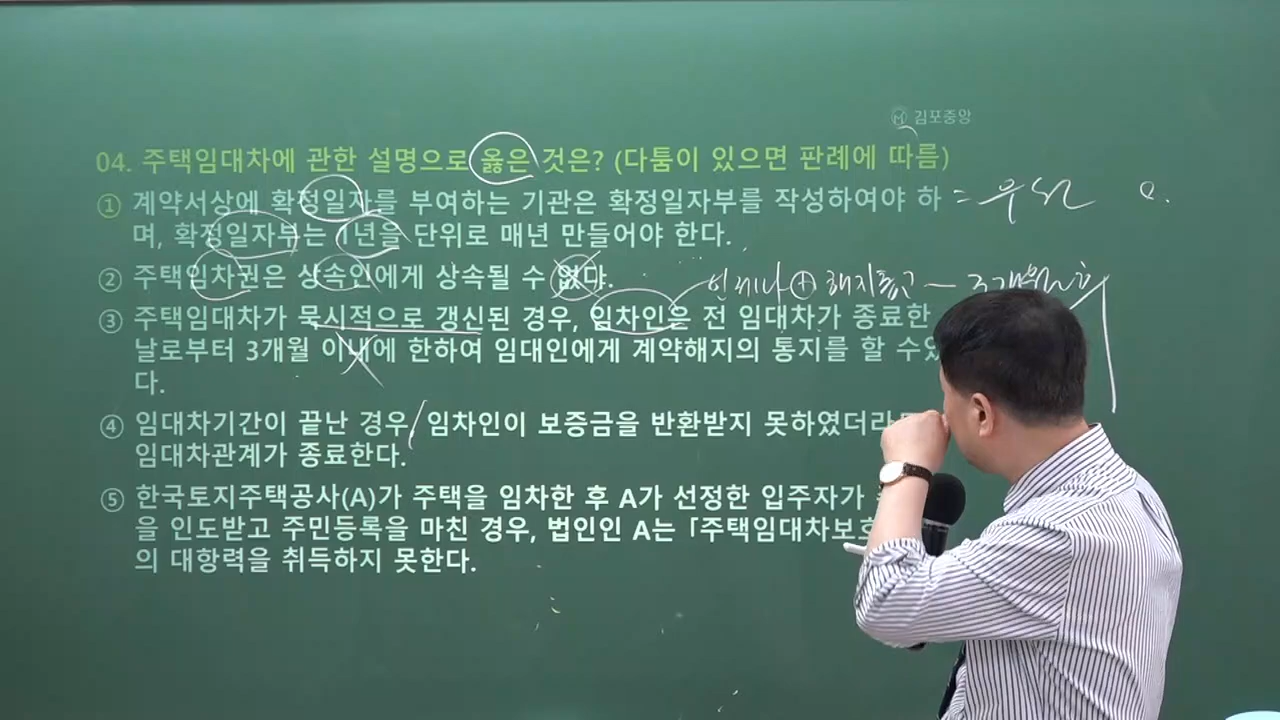 김포중앙
04. 주택임대차에 관한 설명으로 옳은 것은? (다툼이 있으면 판례에 따름)
① 계약서상에 확정일자를 부여하는 기관은 확정일자부를 작성하여야 하
며, 확정일자부는 1년을 단위로 매년 만들어야 한다.
② 주택임차권은 상속인에게 상속될 수 없다.
언제나 + 해지통고 - 3개월 후
③ 주택임대차가 묵시적으로 갱신된 경우, 임차인은 전 임대차가 종료한
날로부터 3개월 이내에 한하여 임대인에게 계약해지의 통지를 할 수있
다.
④ 임대차기간이 끝난 경우, 임차인이 보증금을 반환받지 못하였더라
임대차관계가 종료한다.
⑤ 한국토지주택공사(A)가 주택을 임차한 후 A가 선정한 입주자가
을 인도받고 주민등록을 마친 경우, 법인인 A는 「주택임대차보호
의 대항력을 취득하지 못한다.